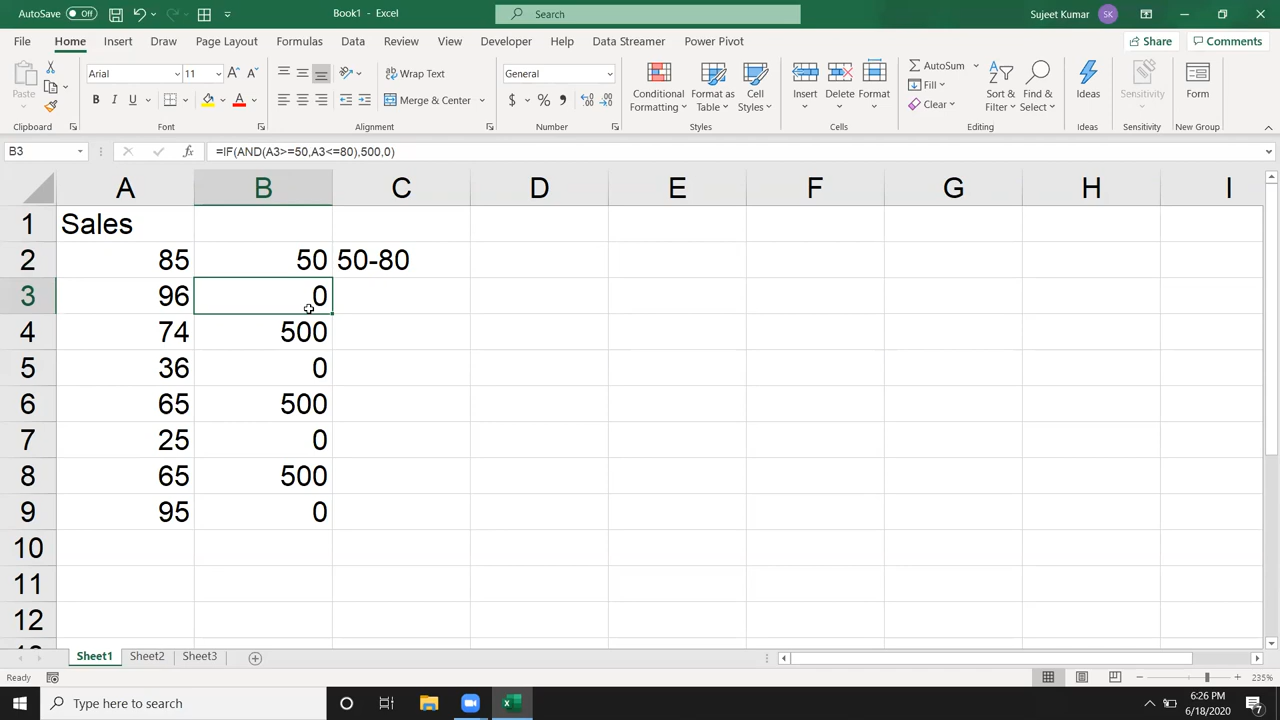 AutoSave Off Book1 - Excel Search Sujeet Kumar SK
File Home Insert Draw Page Layout Formulas Data Review View Developer Help Data Streamer Power Pivot Share Comments
Paste Arial 11 Wrap Text General Conditional Formatting Format as Table Cell Styles Insert Delete Format AutoSum Fill Clear Sort & Filter Find & Select Ideas Sensitivity Form
B I U Merge & Center $ % ,
Clipboard Font Alignment Number Styles Cells Editing Ideas Sensitivity New Group
B3 fx =IF(AND(A3>=50,A3<=80),500,0)
A B C D E F G H I
1 Sales
2 85 50 50-80
3 96 0
4 74 500
5 36 0
6 65 500
7 25 0
8 65 500
9 95 0
10
11
12
Sheet1 Sheet2 Sheet3
Ready 235%
Type here to search 6:26 PM
6/18/2020 7